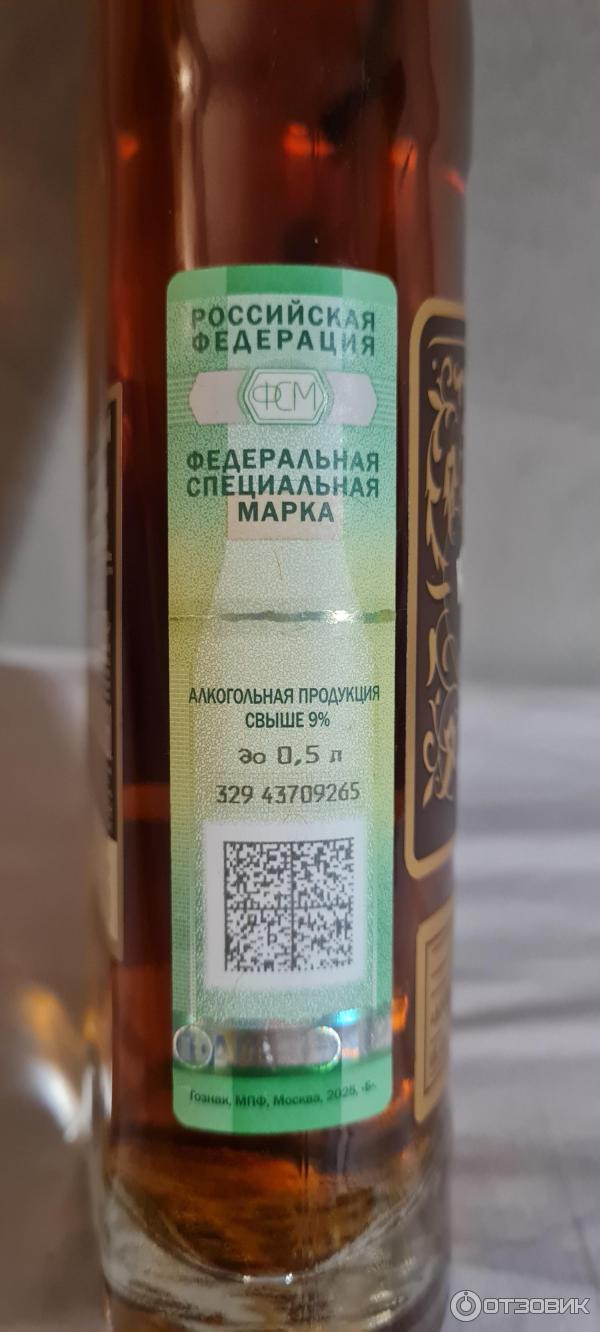 РОССИЙСКАЯ
ФЕДЕРАЦИЯ
ФСМ
ФЕДЕРАЛЬНАЯ
СПЕЦИАЛЬНАЯ
МАРКА
АЛКОГОЛЬНАЯ ПРОДУКЦИЯ
СВЫШЕ 9%
до 0,5 л
329 43709265
Гознак, МПФ, Москва, 2025, «Б».
ОТЗОВИК